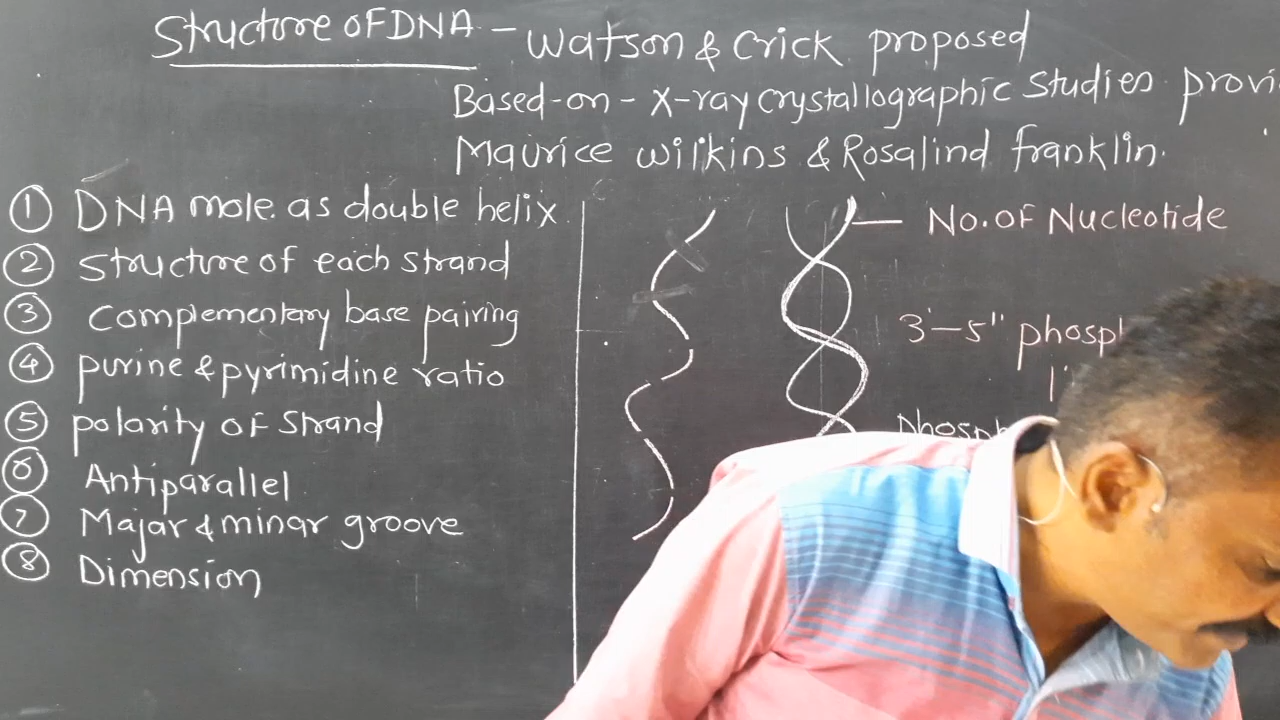 Structure OF DNA - Watson & Crick proposed
Based-on - X-ray crystallographic Studies
Maurice wilkins & Rosalind franklin.
① DNA mole. as double helix
② Structure of each strand
③ Complementary base pairing
④ purine & pyrimidine ratio
⑤ polarity OF Strand
⑥ Antiparallel
⑦ Majar & minar groove
⑧ Dimension
No.OF Nucleotide
3'-5''